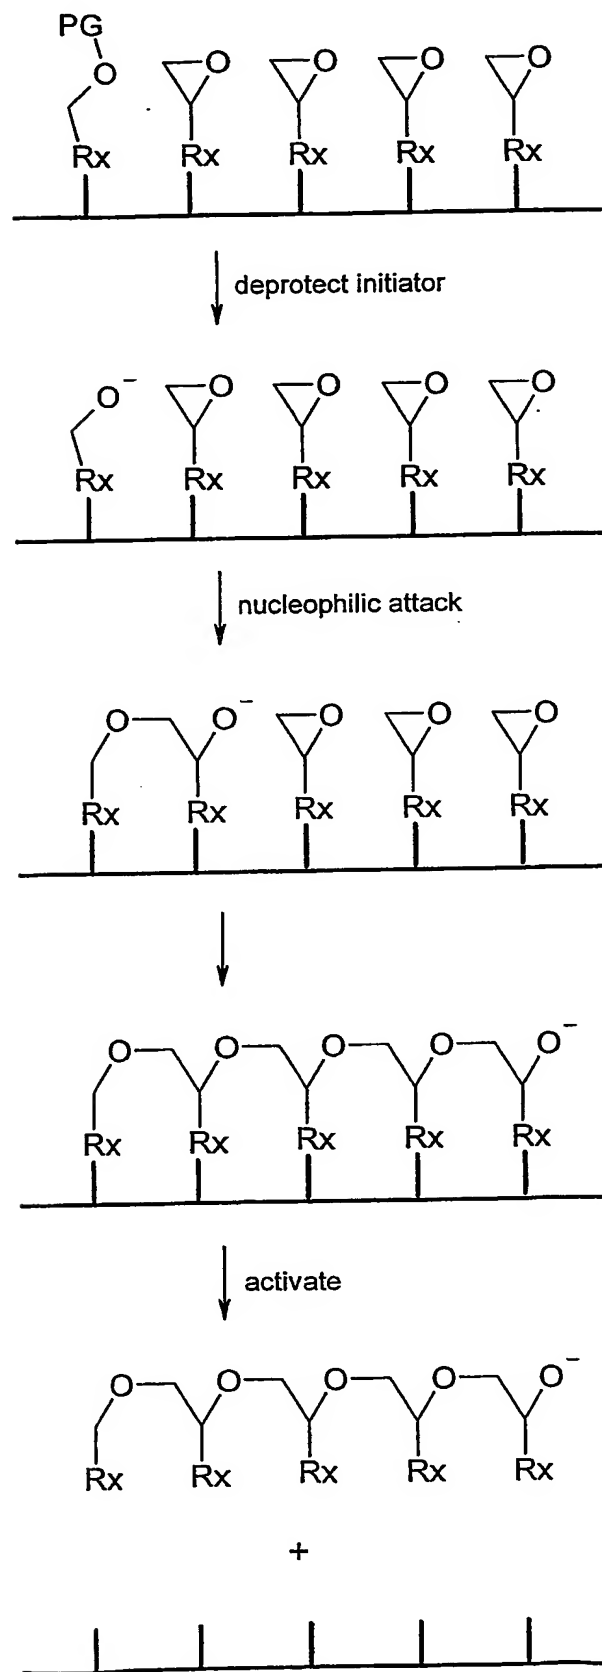 PG
O O O O O
Rx Rx Rx Rx Rx
deprotect initiator
O⁻ O O O O
Rx Rx Rx Rx Rx
nucleophilic attack
O O⁻ O O O
Rx Rx Rx Rx Rx
O O O O O⁻
Rx Rx Rx Rx Rx
activate
O O O O O⁻
Rx Rx Rx Rx Rx
+